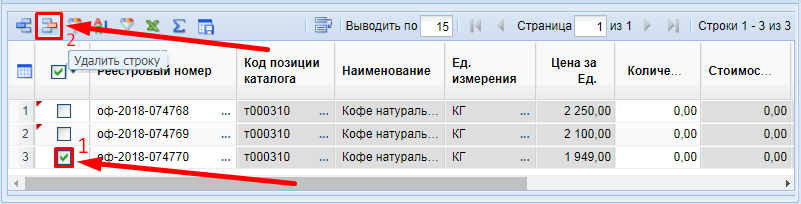 Выводить по 15 Страница 1 из 1 Строки 1 - 3 из 3
2
Удалить строку
Реестровый номер Код позиции каталога Наименование Ед. измерения Цена за Ед. Количе... Стоимос...
1 оф-2018-074768 ... т000310 ... Кофе натураль... КГ ... 2 250,00 0,00 0,00
2 оф-2018-074769 ... т000310 ... Кофе натураль... КГ ... 2 100,00 0,00 0,00
3 1 оф-2018-074770 ... т000310 ... Кофе натураль... КГ ... 1 949,00 0,00 0,00